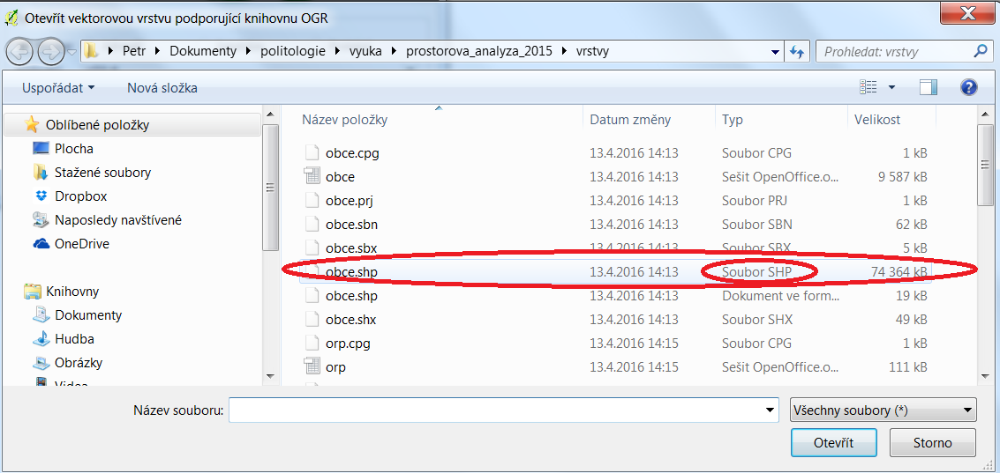 Otevřít vektorovou vrstvu podporující knihovnu OGR
Petr Dokumenty politologie vyuka prostorova_analyza_2015 vrstvy
Prohledat: vrstvy
Uspořádat Nová složka
Oblíbené položky
Plocha
Stažené soubory
Dropbox
Naposledy navštívené
OneDrive
Knihovny
Dokumenty
Hudba
Obrázky
Videa
Název položky Datum změny Typ Velikost
obce.cpg 13.4.2016 14:13 Soubor CPG 1 kB
obce 13.4.2016 14:13 Sešit OpenOffice.o... 9 587 kB
obce.prj 13.4.2016 14:13 Soubor PRJ 1 kB
obce.sbn 13.4.2016 14:13 Soubor SBN 62 kB
obce.sbx 13.4.2016 14:13 Soubor SBX 5 kB
obce.shp 13.4.2016 14:13 Soubor SHP 74 364 kB
obce.shp 13.4.2016 14:13 Dokument ve form... 19 kB
obce.shx 13.4.2016 14:13 Soubor SHX 49 kB
orp.cpg 13.4.2016 14:15 Soubor CPG 1 kB
orp 13.4.2016 14:15 Sešit OpenOffice.o... 111 kB
Název souboru:
Všechny soubory (*)
Otevřít Storno